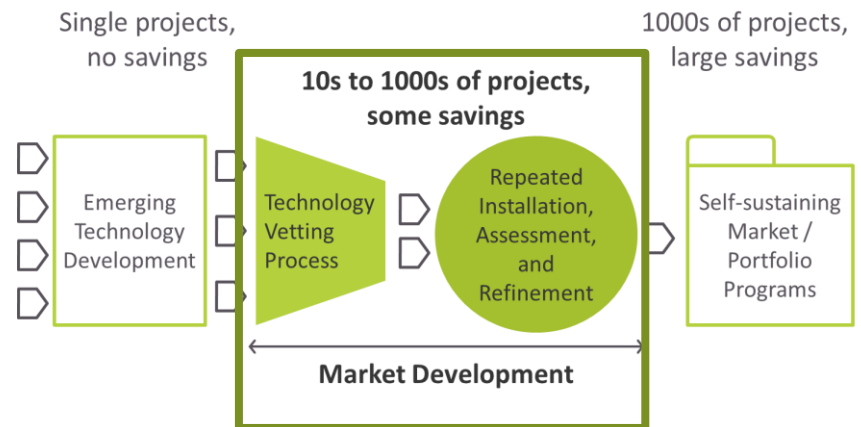 Single projects,
no savings
10s to 1000s of projects,
some savings
1000s of projects,
large savings
Emerging
Technology
Development
Technology
Vetting
Process
Repeated
Installation,
Assessment,
and
Refinement
Self-sustaining
Market /
Portfolio
Programs
Market Development